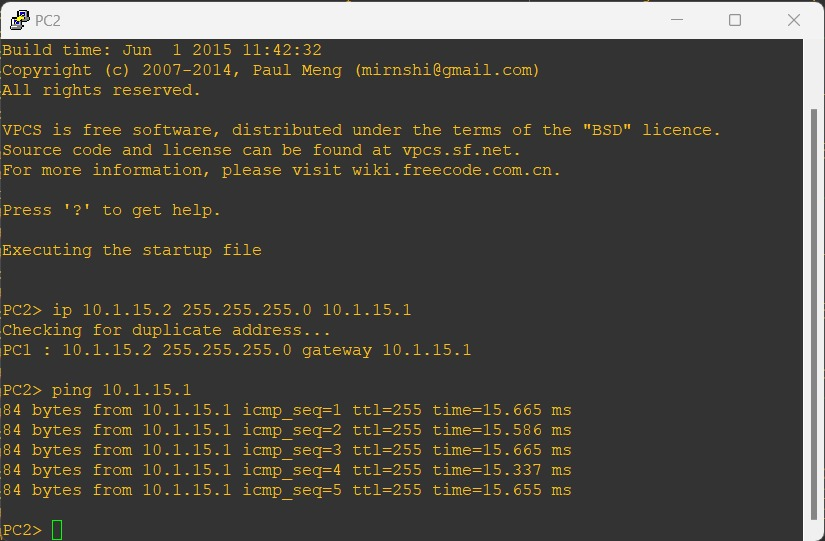 PC2
Build time: Jun  1 2015 11:42:32
Copyright (c) 2007-2014, Paul Meng (mirnshi@gmail.com)
All rights reserved.
VPCS is free software, distributed under the terms of the "BSD" licence.
Source code and license can be found at vpcs.sf.net.
For more information, please visit wiki.freecode.com.cn.
Press '?' to get help.
Executing the startup file
PC2> ip 10.1.15.2 255.255.255.0 10.1.15.1
Checking for duplicate address...
PC1 : 10.1.15.2 255.255.255.0 gateway 10.1.15.1
PC2> ping 10.1.15.1
84 bytes from 10.1.15.1 icmp_seq=1 ttl=255 time=15.665 ms
84 bytes from 10.1.15.1 icmp_seq=2 ttl=255 time=15.586 ms
84 bytes from 10.1.15.1 icmp_seq=3 ttl=255 time=15.665 ms
84 bytes from 10.1.15.1 icmp_seq=4 ttl=255 time=15.337 ms
84 bytes from 10.1.15.1 icmp_seq=5 ttl=255 time=15.655 ms
PC2>